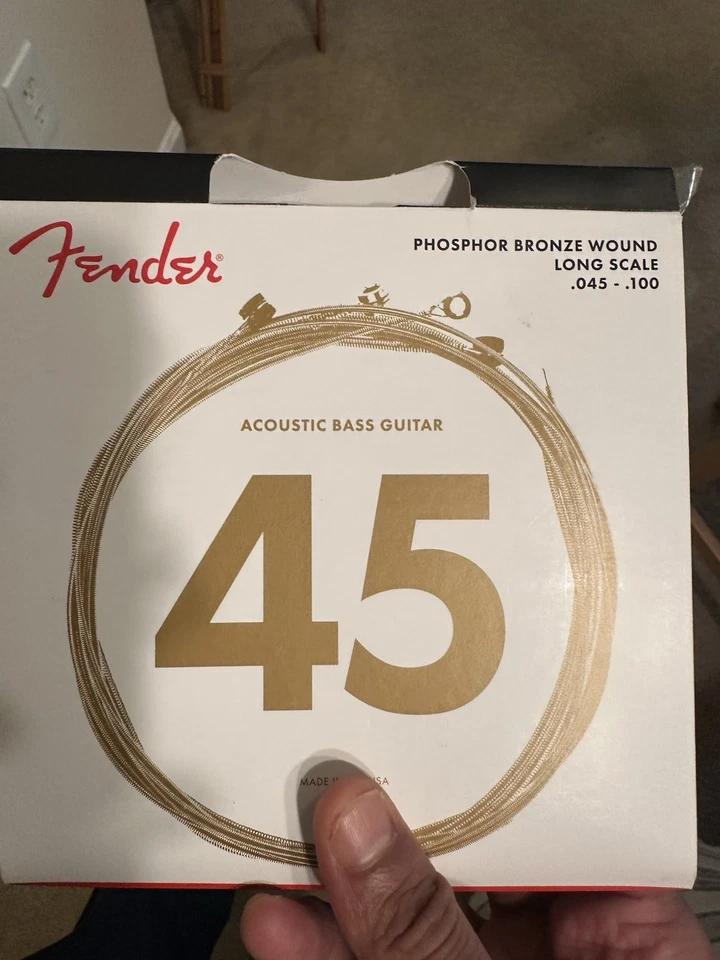 Fender®
PHOSPHOR BRONZE WOUND
LONG SCALE
.045 - .100
ACOUSTIC BASS GUITAR
45
MADE